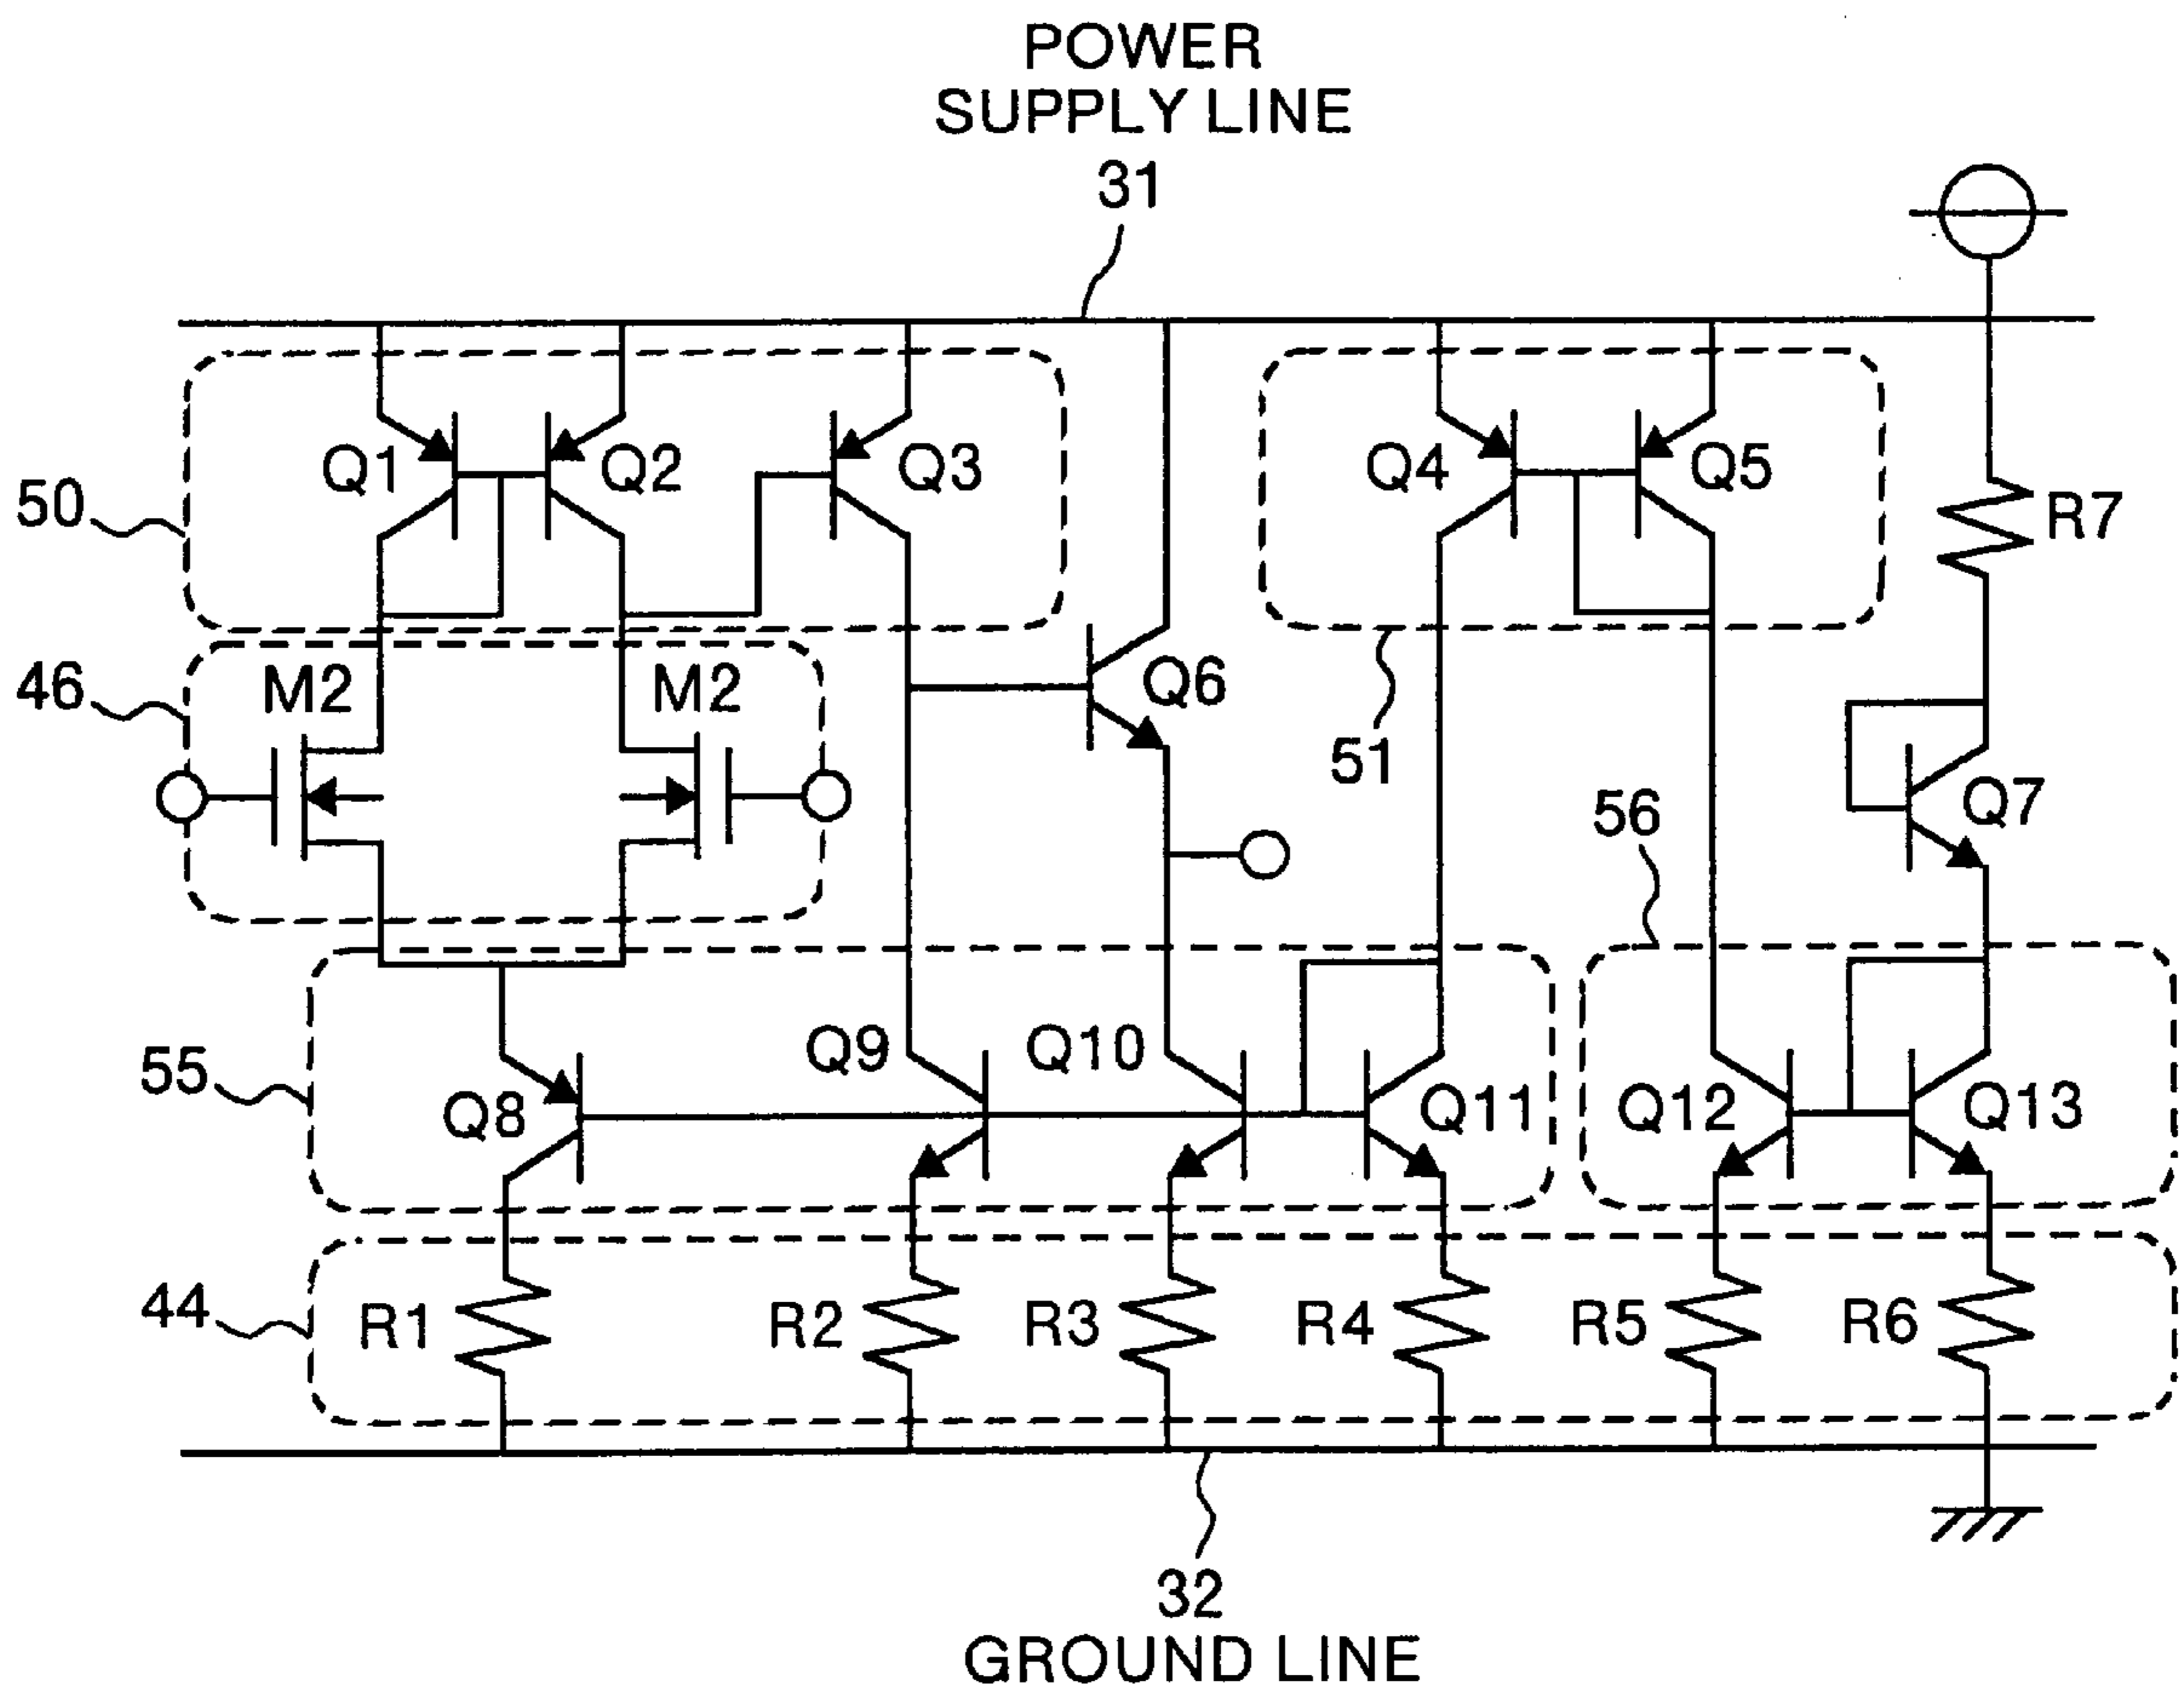 POWER
SUPPLY LINE
31
Q1
Q2
Q3
Q4
Q5
50
R7
46
M2
M2
Q6
51
56
Q7
55
Q8
Q9
Q10
Q11
Q12
Q13
44
R1
R2
R3
R4
R5
R6
32
GROUND LINE